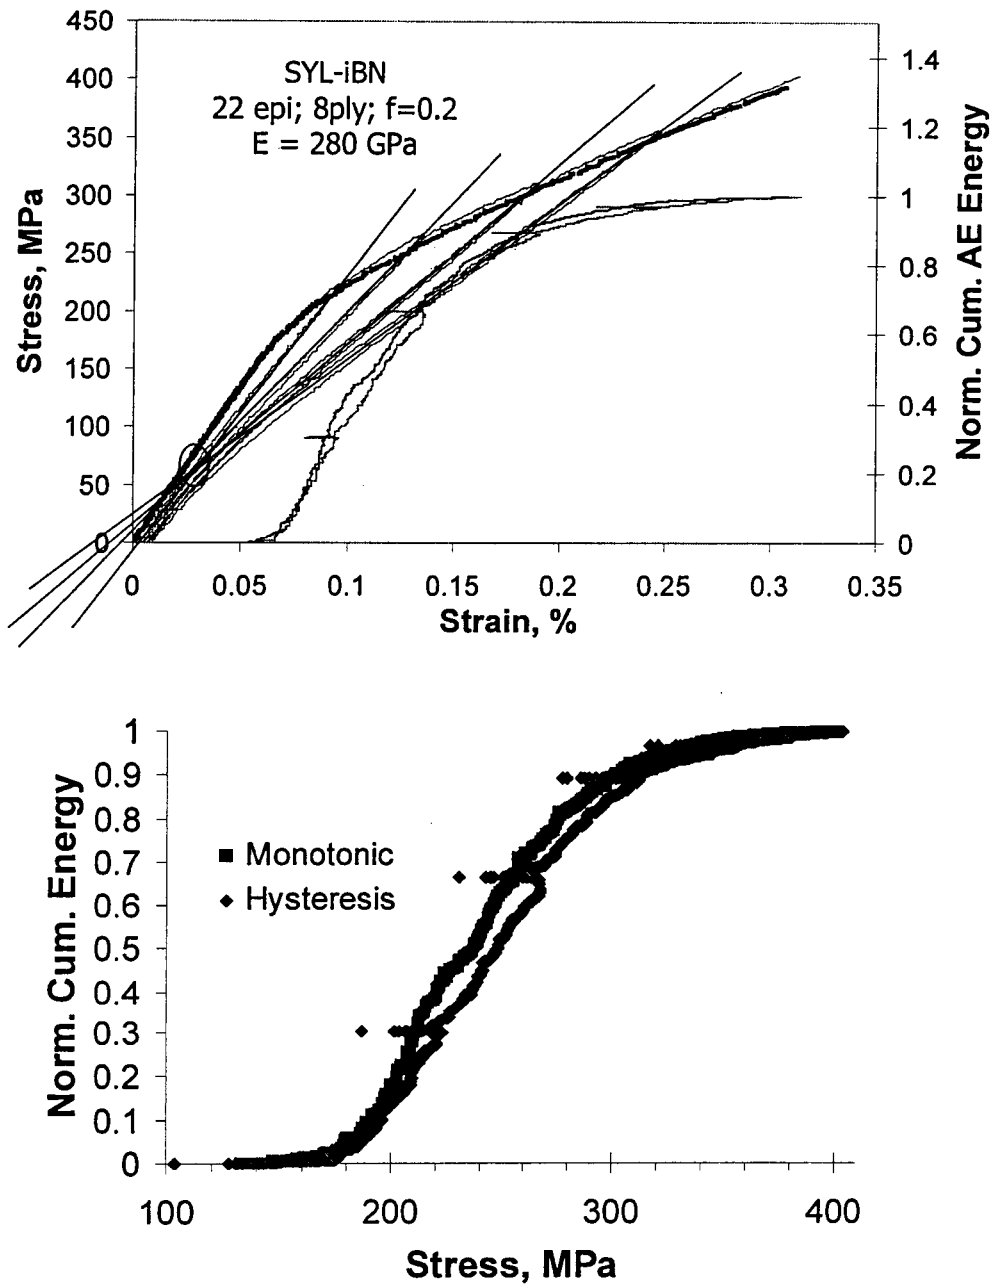 450
400
350
300
250
200
150
100
50
0
Stress, MPa
SYL-iBN
22 epi; 8ply; f=0.2
E = 280 GPa
1.4
1.2
1
0.8
0.6
0.4
0.2
0
Norm. Cum. AE Energy
0 0.05 0.1 0.15 0.2 0.25 0.3 0.35
Strain, %
1
0.9
0.8
0.7
0.6
0.5
0.4
0.3
0.2
0.1
0
Norm. Cum. Energy
Monotonic
Hysteresis
100 200 300 400
Stress, MPa